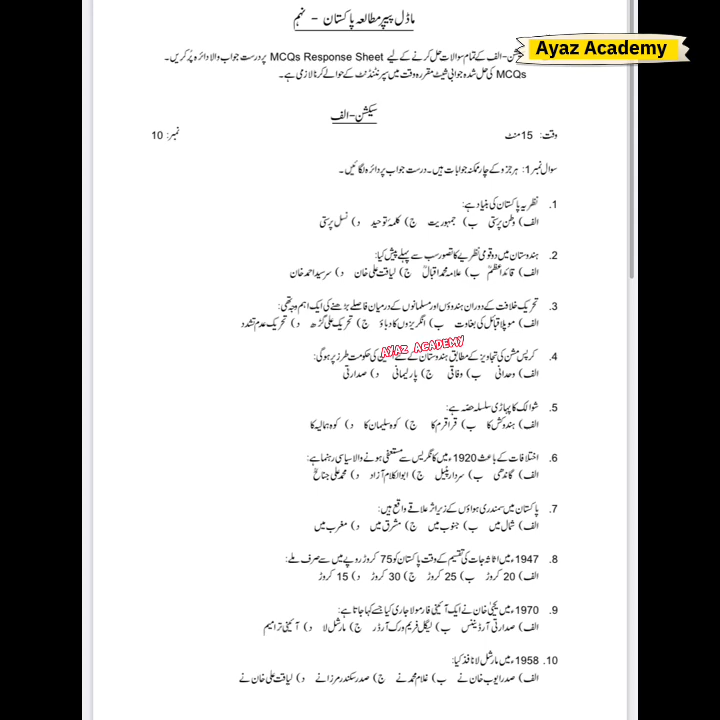 ماڈل پیپر مطالعہ پاکستان - نہم
Ayaz Academy
سیکشن-الف کے تمام سوالات حل کرنے کے لیے MCQs Response Sheet پر درست جواب والا دائرہ پُر کریں۔
MCQs کی حل شدہ جوابی شیٹ مقررہ وقت میں سپرنٹنڈنٹ کے حوالے کرنا لازمی ہے۔
سیکشن-الف
وقت: 15 منٹ نمبر: 10
سوال نمبر 1: ہر جزو کے چار ممکنہ جوابات ہیں۔ درست جواب پر دائرہ لگائیں۔
1. نظریہ پاکستان کی بنیاد ہے:
الف) وطن پرستی ب) جمہوریت ج) کلمۂ توحید د) نسل پرستی
2. ہندوستان میں دو قومی نظریے کا تصور سب سے پہلے پیش کیا:
الف) قائد اعظمؒ ب) علامہ محمد اقبالؒ ج) لیاقت علی خان د) سر سید احمد خان
3. تحریک خلافت کے دوران ہندوؤں اور مسلمانوں کے درمیان فاصلے بڑھنے کی ایک اہم وجہ تھی:
الف) موپلا قبائل کی بغاوت ب) انگریزوں کا دباؤ ج) تحریک علی گڑھ د) تحریک عدم تشدد
AYAZ ACADEMY
4. کرپس مشن کی تجاویز کے مطابق ہندوستان کے لیے کی حکومت طرز پر ہوگی:
الف) وحدانی ب) وفاقی ج) پارلیمانی د) صدارتی
5. شوالک کا پہاڑی سلسلہ حصہ ہے:
الف) ہندوکش کا ب) قراقرم کا ج) کوہ سلیمان کا د) کوہ ہمالیہ کا
6. اختلافات کے باعث 1920ء میں کانگریس سے مستعفی ہونے والا سیاسی رہنما ہے:
الف) گاندھی ب) سردار پٹیل ج) ابوالکلام آزاد د) محمد علی جناحؒ
7. پاکستان میں سمندری ہواؤں کے زیر اثر علاقے واقع ہیں:
الف) شمال میں ب) جنوب میں ج) مشرق میں د) مغرب میں
8. 1947ء میں اثاثہ جات کی تقسیم کے وقت پاکستان کو 75 کروڑ روپے میں سے صرف ملے:
الف) 20 کروڑ ب) 25 کروڑ ج) 30 کروڑ د) 15 کروڑ
9. 1970ء میں یحییٰ خان نے ایک آئینی فارمولا جاری کیا جسے کہا جاتا ہے:
الف) صدارتی آرڈیننس ب) لیگل فریم ورک آرڈر ج) مارشل لا د) آئینی ترامیم
10. 1958ء میں مارشل لا نافذ کیا:
الف) صدر ایوب خان نے ب) غلام محمد نے ج) صدر سکندر مرزا نے د) لیاقت علی خان نے